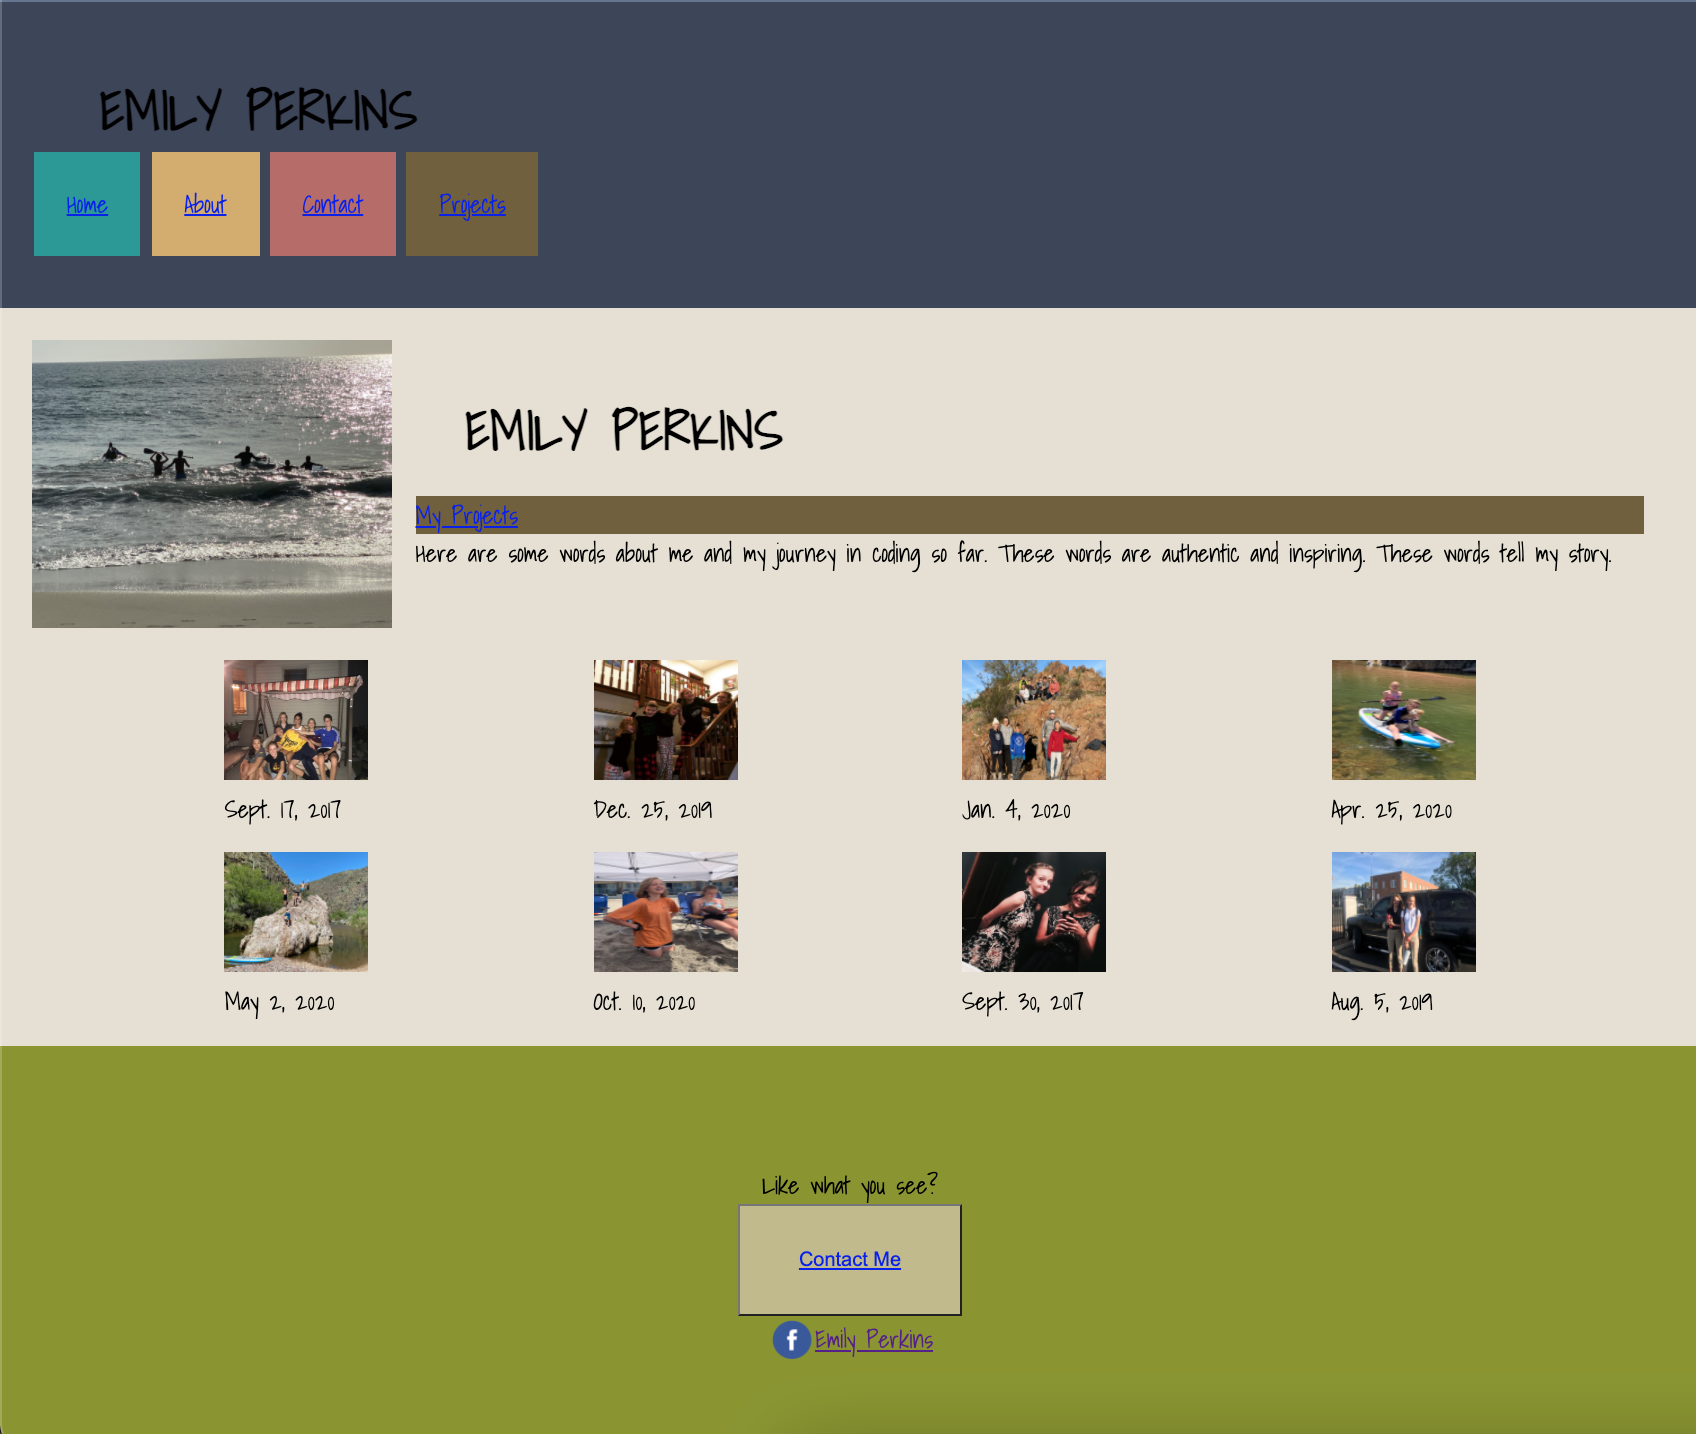 EMILY PERKINS
Home About Contact Projects
EMILY PERKINS
My Projects
Here are some words about me and my journey in coding so far. These words are authentic and inspiring. These words tell my story.
Sept. 17, 2017 Dec. 25, 2019 Jan. 4, 2020 Apr. 25, 2020
May 2, 2020 Oct. 10, 2020 Sept. 30, 2017 Aug. 5, 2019
Like what you see?
Contact Me
f Emily Perkins